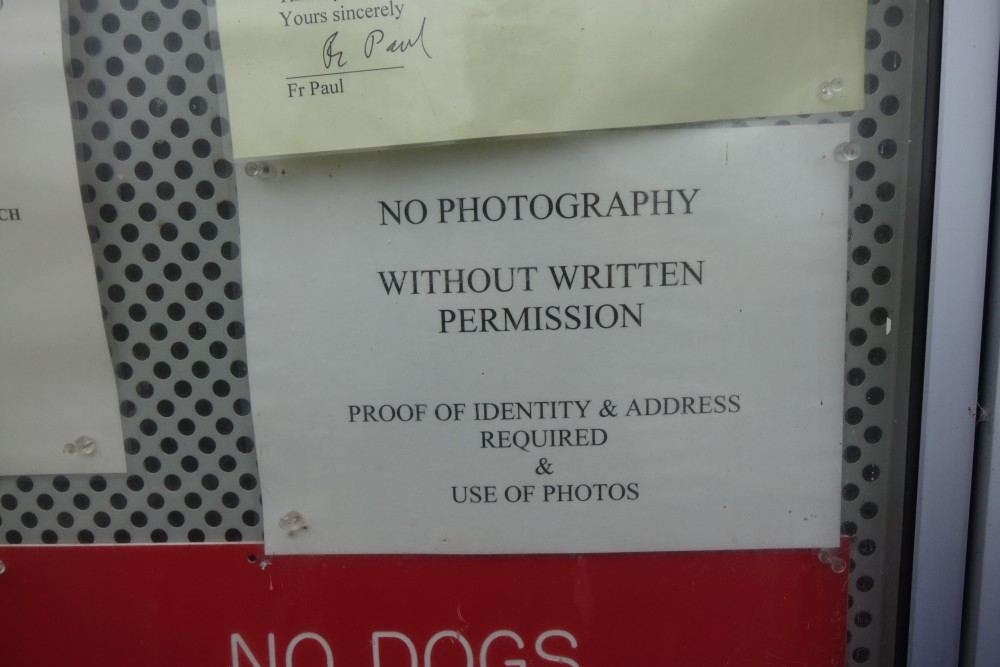 Yours sincerely
Fr Paul
Fr Paul
CH
NO PHOTOGRAPHY
WITHOUT WRITTEN
PERMISSION
PROOF OF IDENTITY & ADDRESS
REQUIRED
&
USE OF PHOTOS
NO DOGS